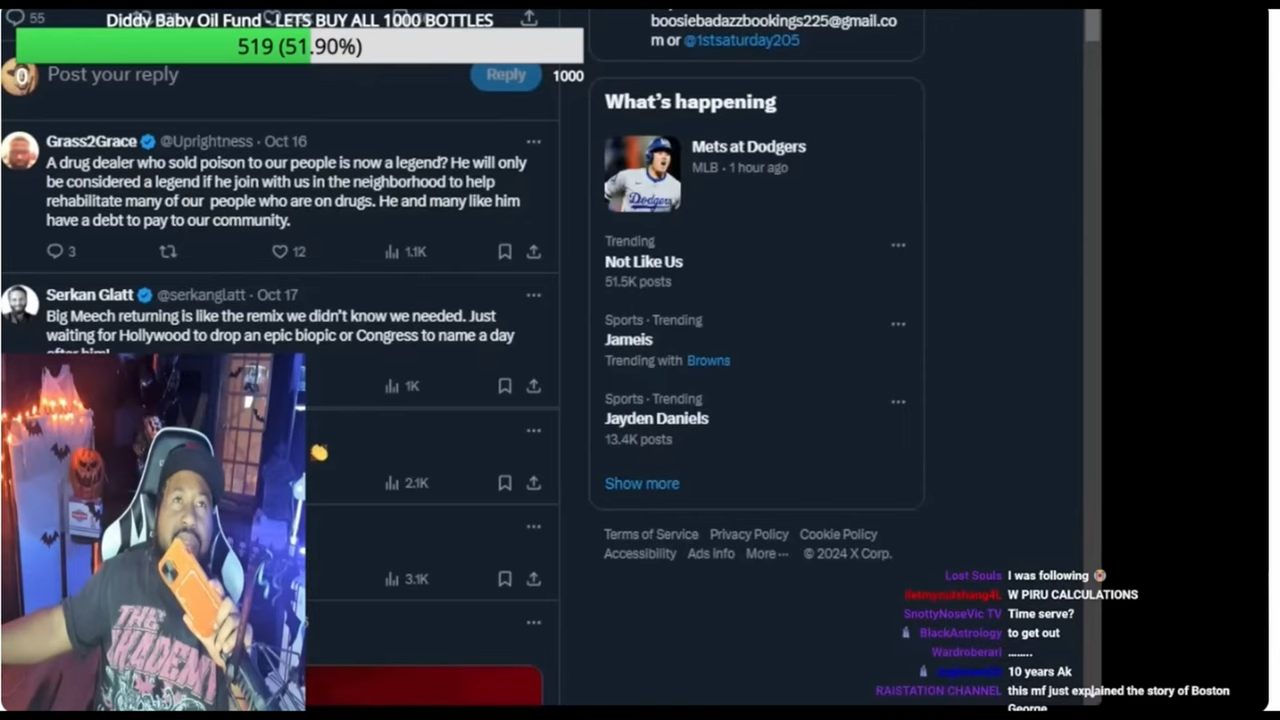 55
Diddy Baby Oil Fund - LETS BUY ALL 1000 BOTTLES
519 (51.90%)
0
1000
Post your reply
Reply
Grass2Grace @Uprightness · Oct 16
A drug dealer who sold poison to our people is now a legend? He will only
be considered a legend if he join with us in the neighborhood to help
rehabilitate many of our people who are on drugs. He and many like him
have a debt to pay to our community.
3
12
1.1K
Serkan Glatt @serkanglatt · Oct 17
Big Meech returning is like the remix we didn't know we needed. Just
waiting for Hollywood to drop an epic biopic or Congress to name a day
after him!
1K
2.1K
3.1K
THE
boosiebadazzbookings225@gmail.co
m or @1stsaturday205
What's happening
Mets at Dodgers
MLB · 1 hour ago
Dodgers
Trending
Not Like Us
51.5K posts
Sports · Trending
Jameis
Trending with Browns
Sports · Trending
Jayden Daniels
13.4K posts
Show more
Terms of Service Privacy Policy Cookie Policy
Accessibility Ads info More ··· © 2024 X Corp.
Lost Souls I was following
W PIRU CALCULATIONS
SnottyNoseVic TV Time serve?
BlackAstrology to get out
Wardroberari ........
10 years Ak
RAISTATION CHANNEL this mf just explained the story of Boston
George